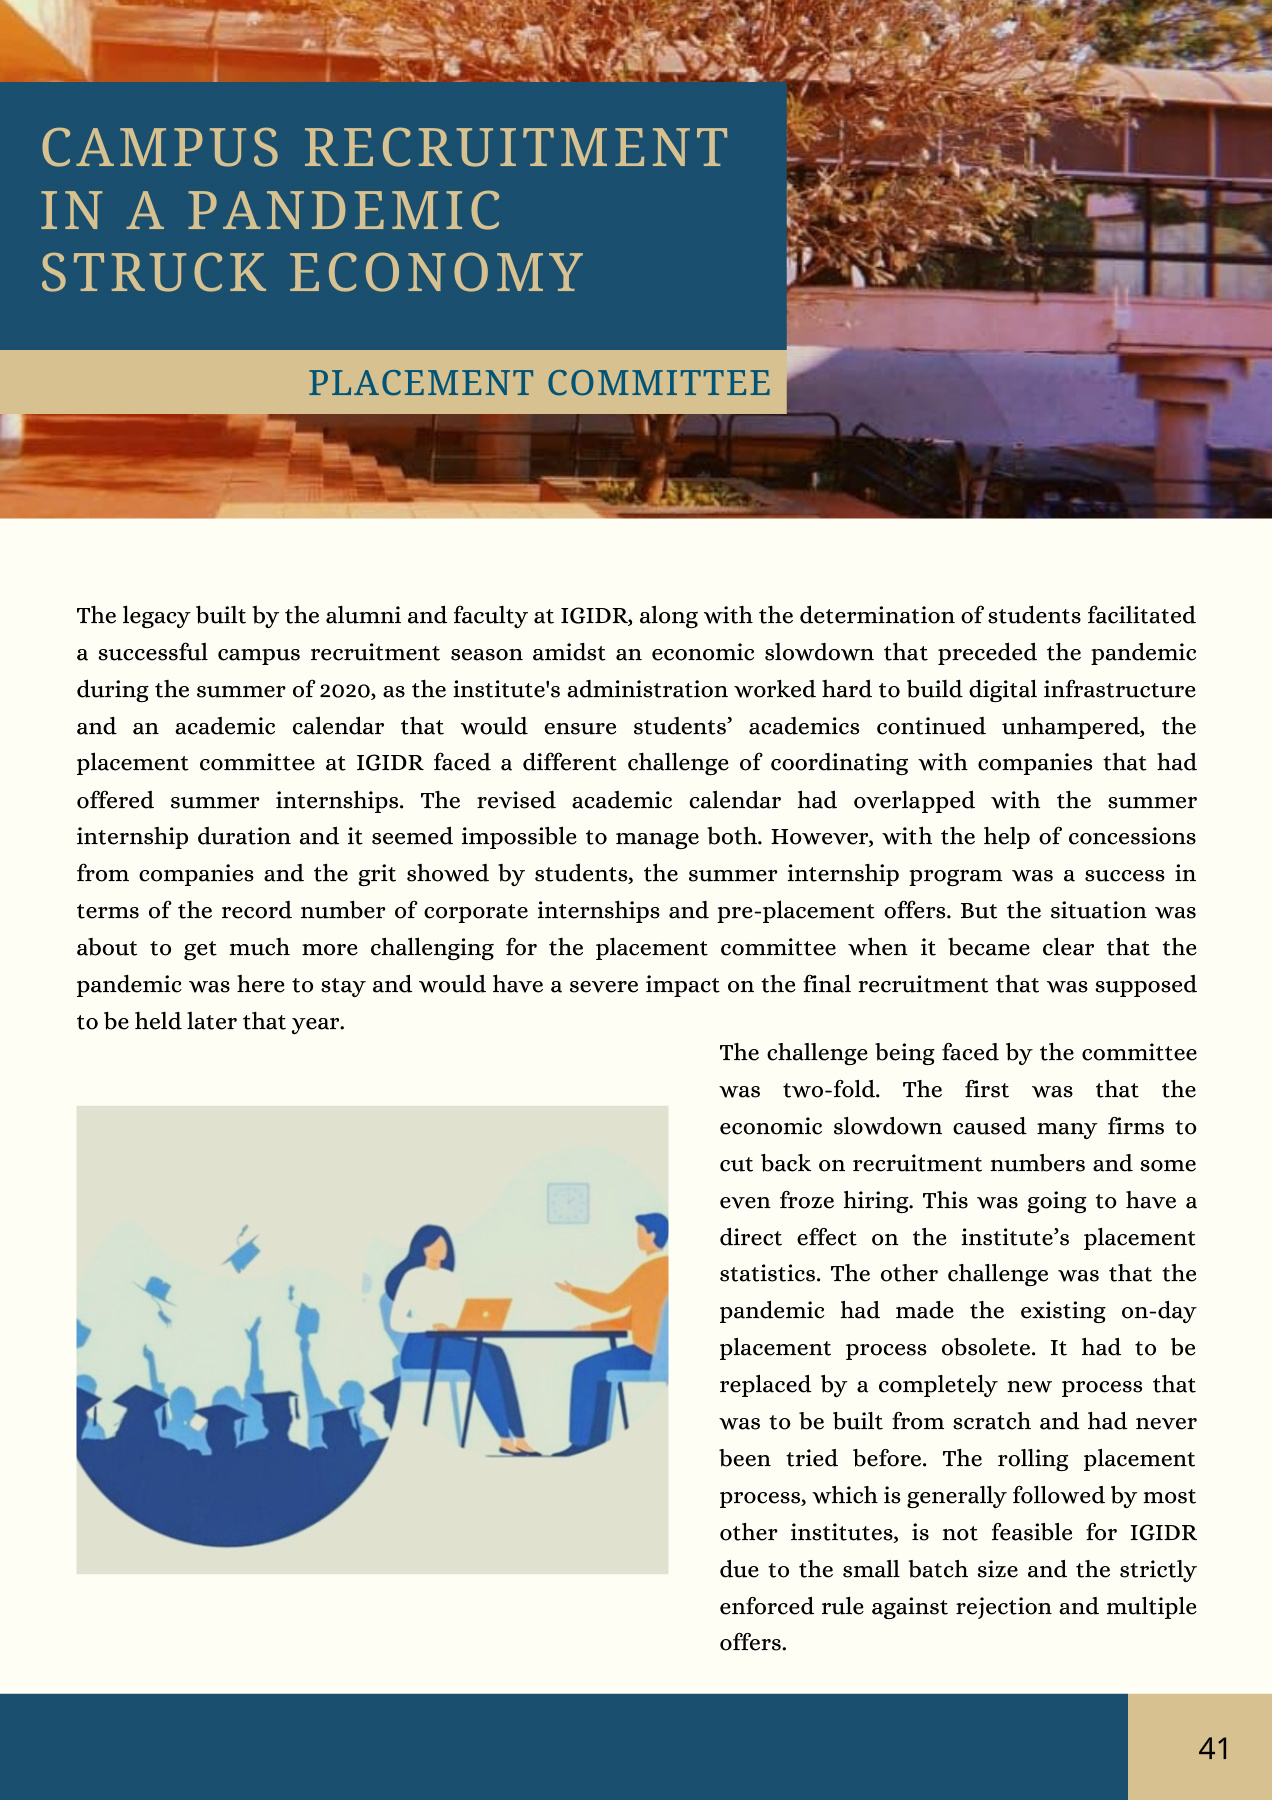 CAMPUS RECRUITMENT
IN A PANDEMIC
STRUCK ECONOMY
PLACEMENT COMMITTEE
The legacy built by the alumni and faculty at IGIDR, along with the determination of students facilitated
a successful campus recruitment season amidst an economic slowdown that preceded the pandemic
during the summer of 2020, as the institute's administration worked hard to build digital infrastructure
and an academic calendar that would ensure students’ academics continued unhampered, the
placement committee at IGIDR faced a different challenge of coordinating with companies that had
offered summer internships. The revised academic calendar had overlapped with the summer
internship duration and it seemed impossible to manage both. However, with the help of concessions
from companies and the grit showed by students, the summer internship program was a success in
terms of the record number of corporate internships and pre-placement offers. But the situation was
about to get much more challenging for the placement committee when it became clear that the
pandemic was here to stay and would have a severe impact on the final recruitment that was supposed
to be held later that year.
The challenge being faced by the committee
was two-fold. The first was that the
economic slowdown caused many firms to
cut back on recruitment numbers and some
even froze hiring. This was going to have a
direct effect on the institute’s placement
statistics. The other challenge was that the
pandemic had made the existing on-day
placement process obsolete. It had to be
replaced by a completely new process that
was to be built from scratch and had never
been tried before. The rolling placement
process, which is generally followed by most
other institutes, is not feasible for IGIDR
due to the small batch size and the strictly
enforced rule against rejection and multiple
offers.
41